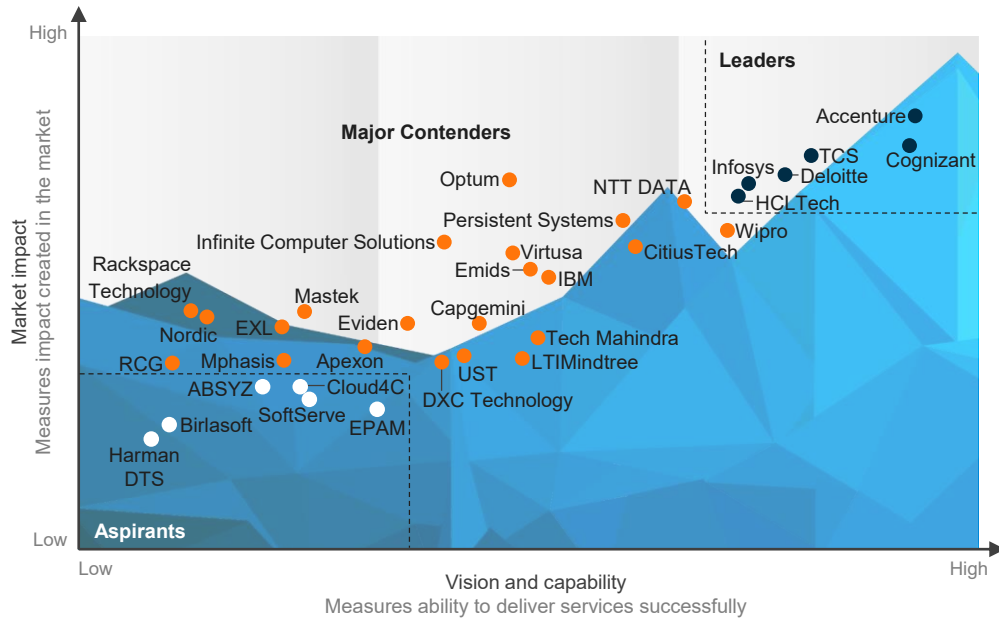 High
Leaders
Accenture
Major Contenders
TCS
Cognizant
Infosys
Deolitte
Optum
NTT DATA
HCLTech
Persistent Systems
Wipro
Infinite Computer Solutions
Virtusa
CitiusTech
Rackspace
Technology
Emids
IBM
Mastek
Capgemini
Nordic
EXL
Eviden
Tech Mahindra
RCG
Mphasis
Apexon
UST
LTIMindtree
ABSYZ
Cloud4C
DXC Technology
SoftServe
EPAM
Birlasoft
Harman
DTS
Aspirants
Low
Market impact
Measures impact created in the market
Low
High
Vision and capability
Measures ability to deliver services successfully